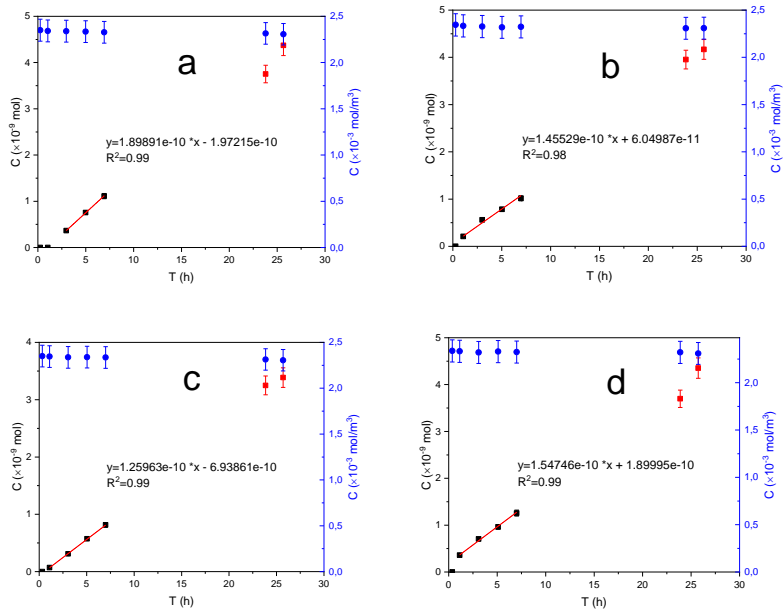 a
y=1.89891e-10 *x - 1.97215e-10
R²=0.99
C (×10⁻⁹ mol)
C (×10⁻³ mol/m³)
T (h)
0 1 2 3 4 5
0,0 0,5 1,0 1,5 2,0 2,5
0 5 10 15 20 25 30
b
y=1.45529e-10 *x + 6.04987e-11
R²=0.98
C (×10⁻⁹ mol)
C (×10⁻³ mol/m³)
T (h)
0 1 2 3 4 5
0,0 0,5 1,0 1,5 2,0 2,5
0 5 10 15 20 25 30
c
y=1.25963e-10 *x - 6.93861e-10
R²=0.99
C (×10⁻⁹ mol)
C (×10⁻³ mol/m³)
T (h)
0 1 2 3 4
0,0 0,5 1,0 1,5 2,0 2,5
0 5 10 15 20 25 30
d
y=1.54746e-10 *x + 1.89995e-10
R²=0.99
C (×10⁻⁹ mol)
C (×10⁻³ mol/m³)
T (h)
0 1 2 3 4 5
0,0 0,5 1,0 1,5 2,0
0 5 10 15 20 25 30